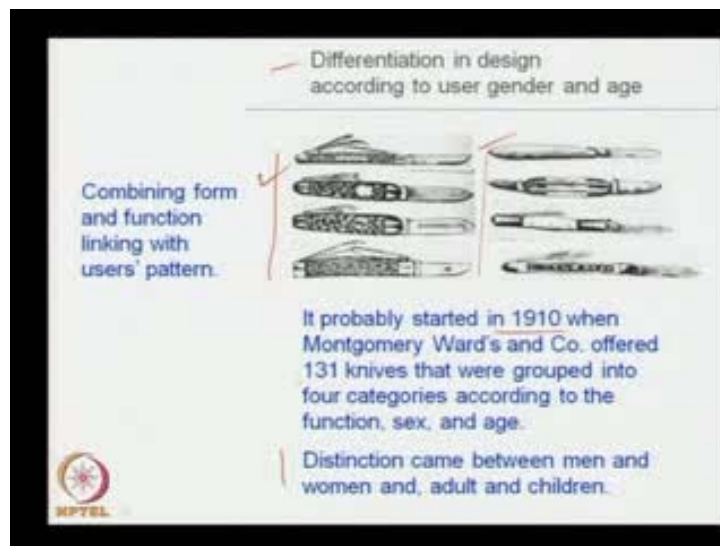 Differentiation in design
according to user gender and age
Combining form
and function
linking with
users' pattern.
It probably started in 1910 when
Montgomery Ward's and Co. offered
131 knives that were grouped into
four categories according to the
function, sex, and age.
Distinction came between men and
women and, adult and children.
NPTEL